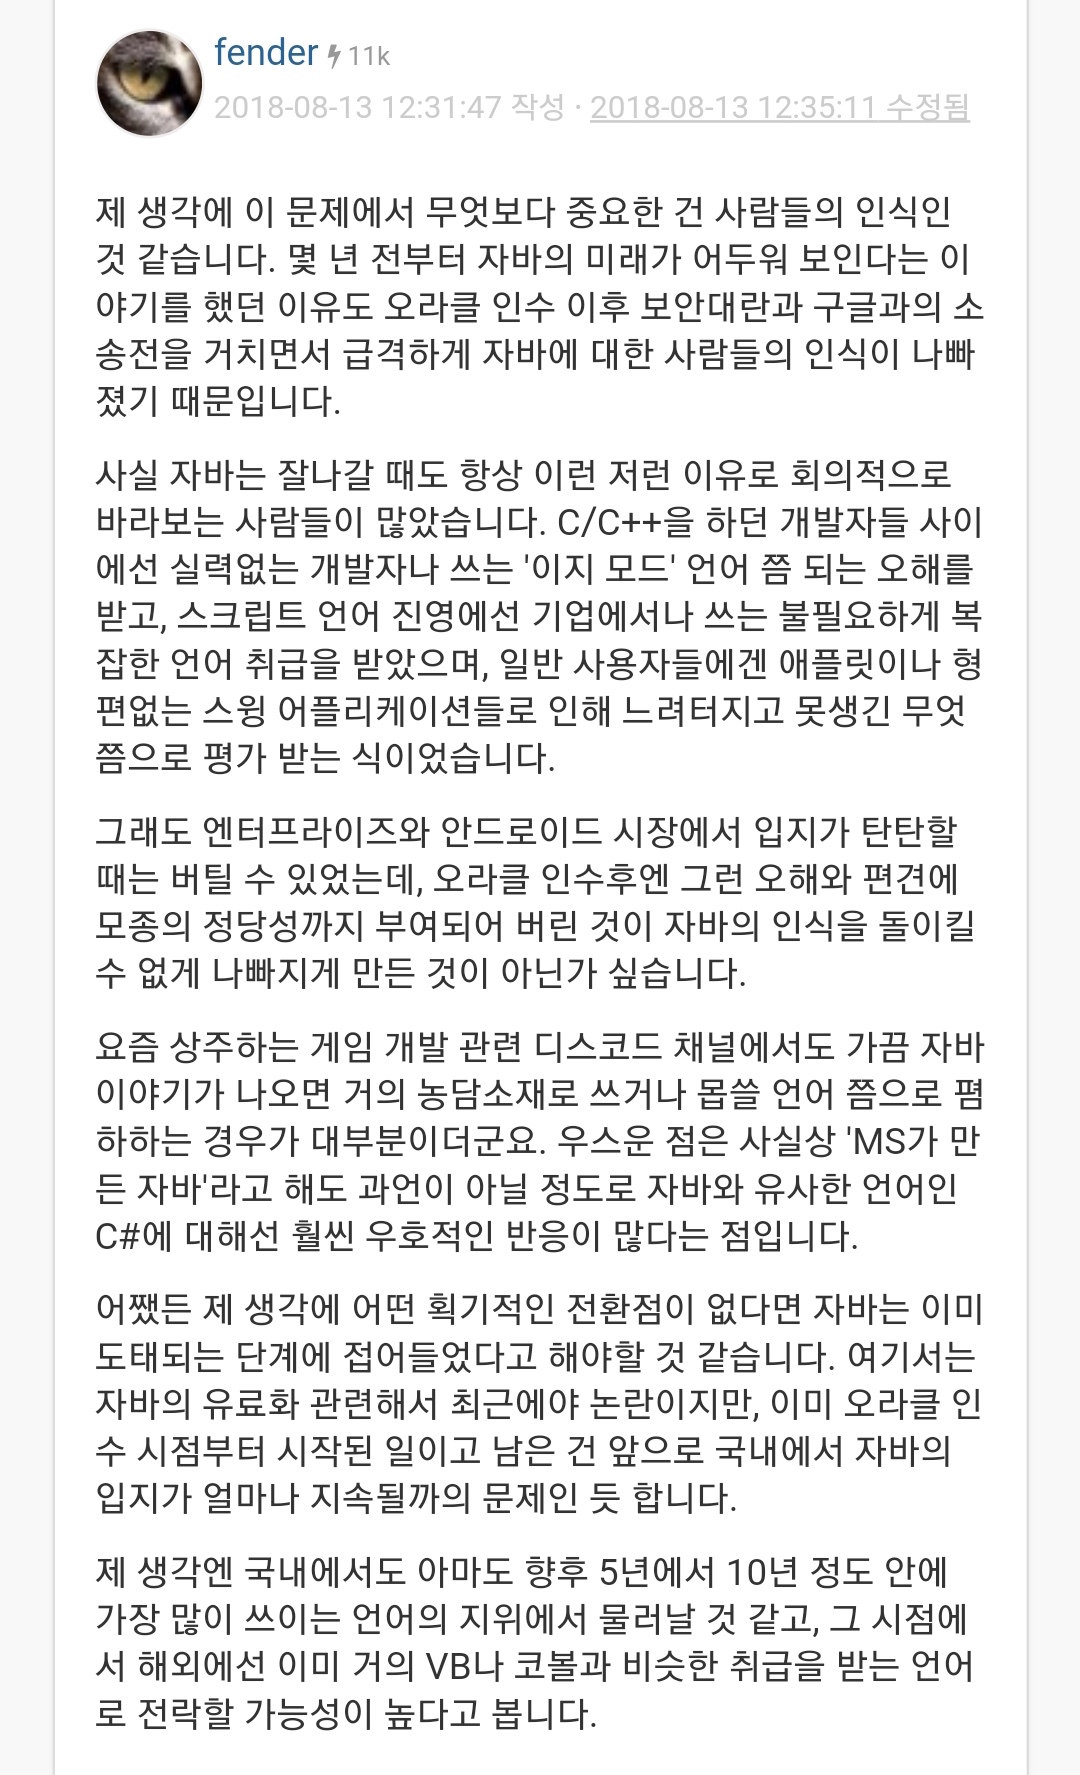 fender 11k
2018-08-13 12:31:47 작성 · 2018-08-13 12:35:11 수정됨
제 생각에 이 문제에서 무엇보다 중요한 건 사람들의 인식인
것 같습니다. 몇 년 전부터 자바의 미래가 어두워 보인다는 이
야기를 했던 이유도 오라클 인수 이후 보안대란과 구글과의 소
송전을 거치면서 급격하게 자바에 대한 사람들의 인식이 나빠
졌기 때문입니다.
사실 자바는 잘나갈 때도 항상 이런 저런 이유로 회의적으로
바라보는 사람들이 많았습니다. C/C++을 하던 개발자들 사이
에선 실력없는 개발자나 쓰는 '이지 모드' 언어 쯤 되는 오해를
받고, 스크립트 언어 진영에선 기업에서나 쓰는 불필요하게 복
잡한 언어 취급을 받았으며, 일반 사용자들에겐 애플릿이나 형
편없는 스윙 어플리케이션들로 인해 느려터지고 못생긴 무엇
쯤으로 평가 받는 식이었습니다.
그래도 엔터프라이즈와 안드로이드 시장에서 입지가 탄탄할
때는 버틸 수 있었는데, 오라클 인수후엔 그런 오해와 편견에
모종의 정당성까지 부여되어 버린 것이 자바의 인식을 돌이킬
수 없게 나빠지게 만든 것이 아닌가 싶습니다.
요즘 상주하는 게임 개발 관련 디스코드 채널에서도 가끔 자바
이야기가 나오면 거의 농담소재로 쓰거나 몹쓸 언어 쯤으로 폄
하하는 경우가 대부분이더군요. 우스운 점은 사실상 'MS가 만
든 자바'라고 해도 과언이 아닐 정도로 자바와 유사한 언어인
C#에 대해선 훨씬 우호적인 반응이 많다는 점입니다.
어쨌든 제 생각에 어떤 획기적인 전환점이 없다면 자바는 이미
도태되는 단계에 접어들었다고 해야할 것 같습니다. 여기서는
자바의 유료화 관련해서 최근에야 논란이지만, 이미 오라클 인
수 시점부터 시작된 일이고 남은 건 앞으로 국내에서 자바의
입지가 얼마나 지속될까의 문제인 듯 합니다.
제 생각엔 국내에서도 아마도 향후 5년에서 10년 정도 안에
가장 많이 쓰이는 언어의 지위에서 물러날 것 같고, 그 시점에
서 해외에선 이미 거의 VB나 코볼과 비슷한 취급을 받는 언어
로 전락할 가능성이 높다고 봅니다.